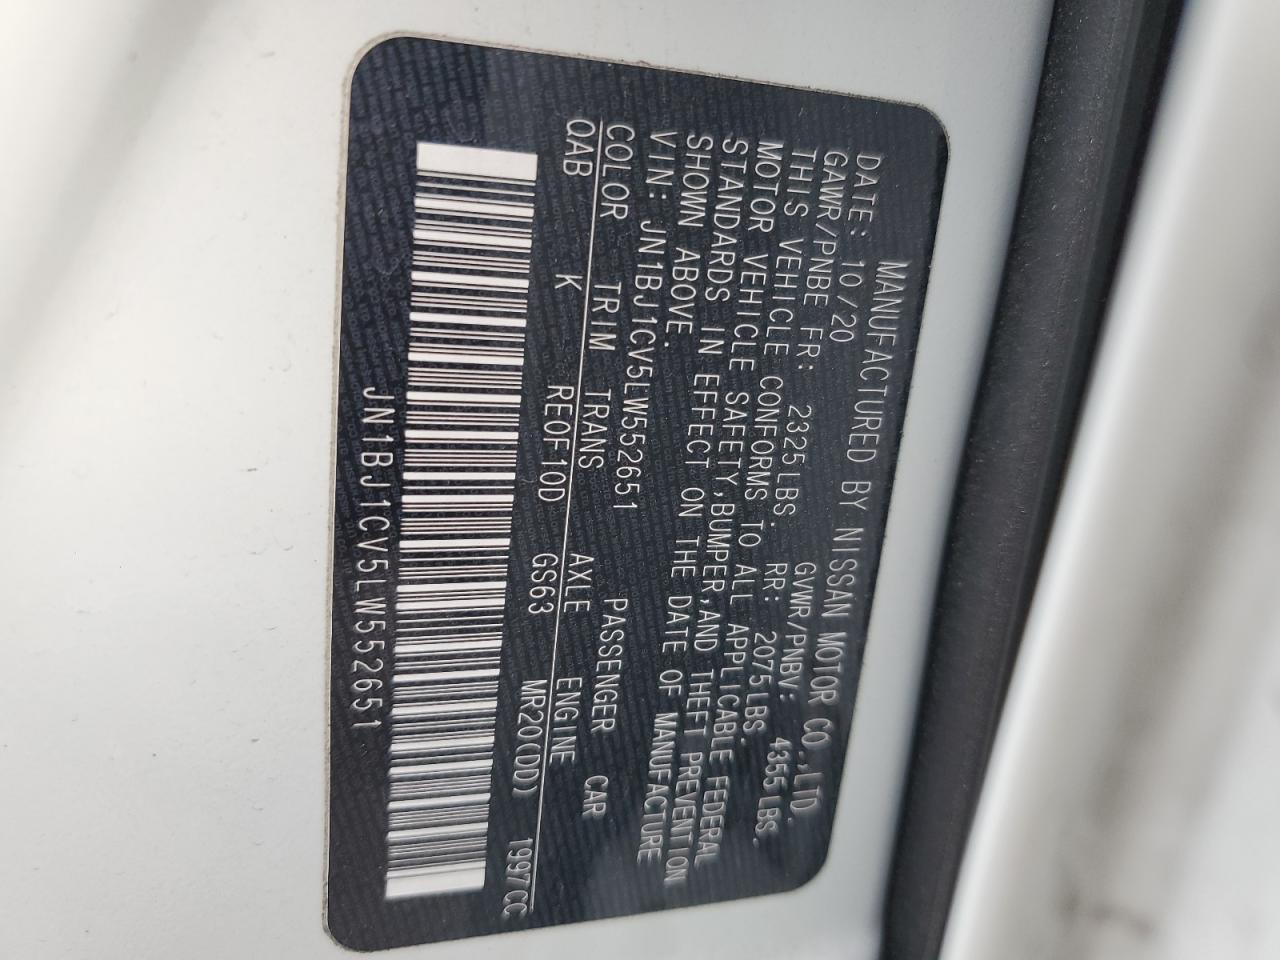 MANUFACTURED BY NISSAN MOTOR CO.,LTD.
DATE: 10/20 GVWR/PNBV: 4355LBS.
GAWR/PNBE FR: 2325LBS. RR: 2075LBS.
THIS VEHICLE CONFORMS TO ALL APPLICABLE FEDERAL
MOTOR VEHICLE SAFETY,BUMPER,AND THEFT PREVENTION
STANDARDS IN EFFECT ON THE DATE OF MANUFACTURE
SHOWN ABOVE.
VIN: JN1BJ1CV5LW552651 PASSENGER CAR
COLOR TRIM TRANS AXLE ENGINE
QAB K RE0F10D GS63 MR20(DD) 1997CC
JN1BJ1CV5LW552651